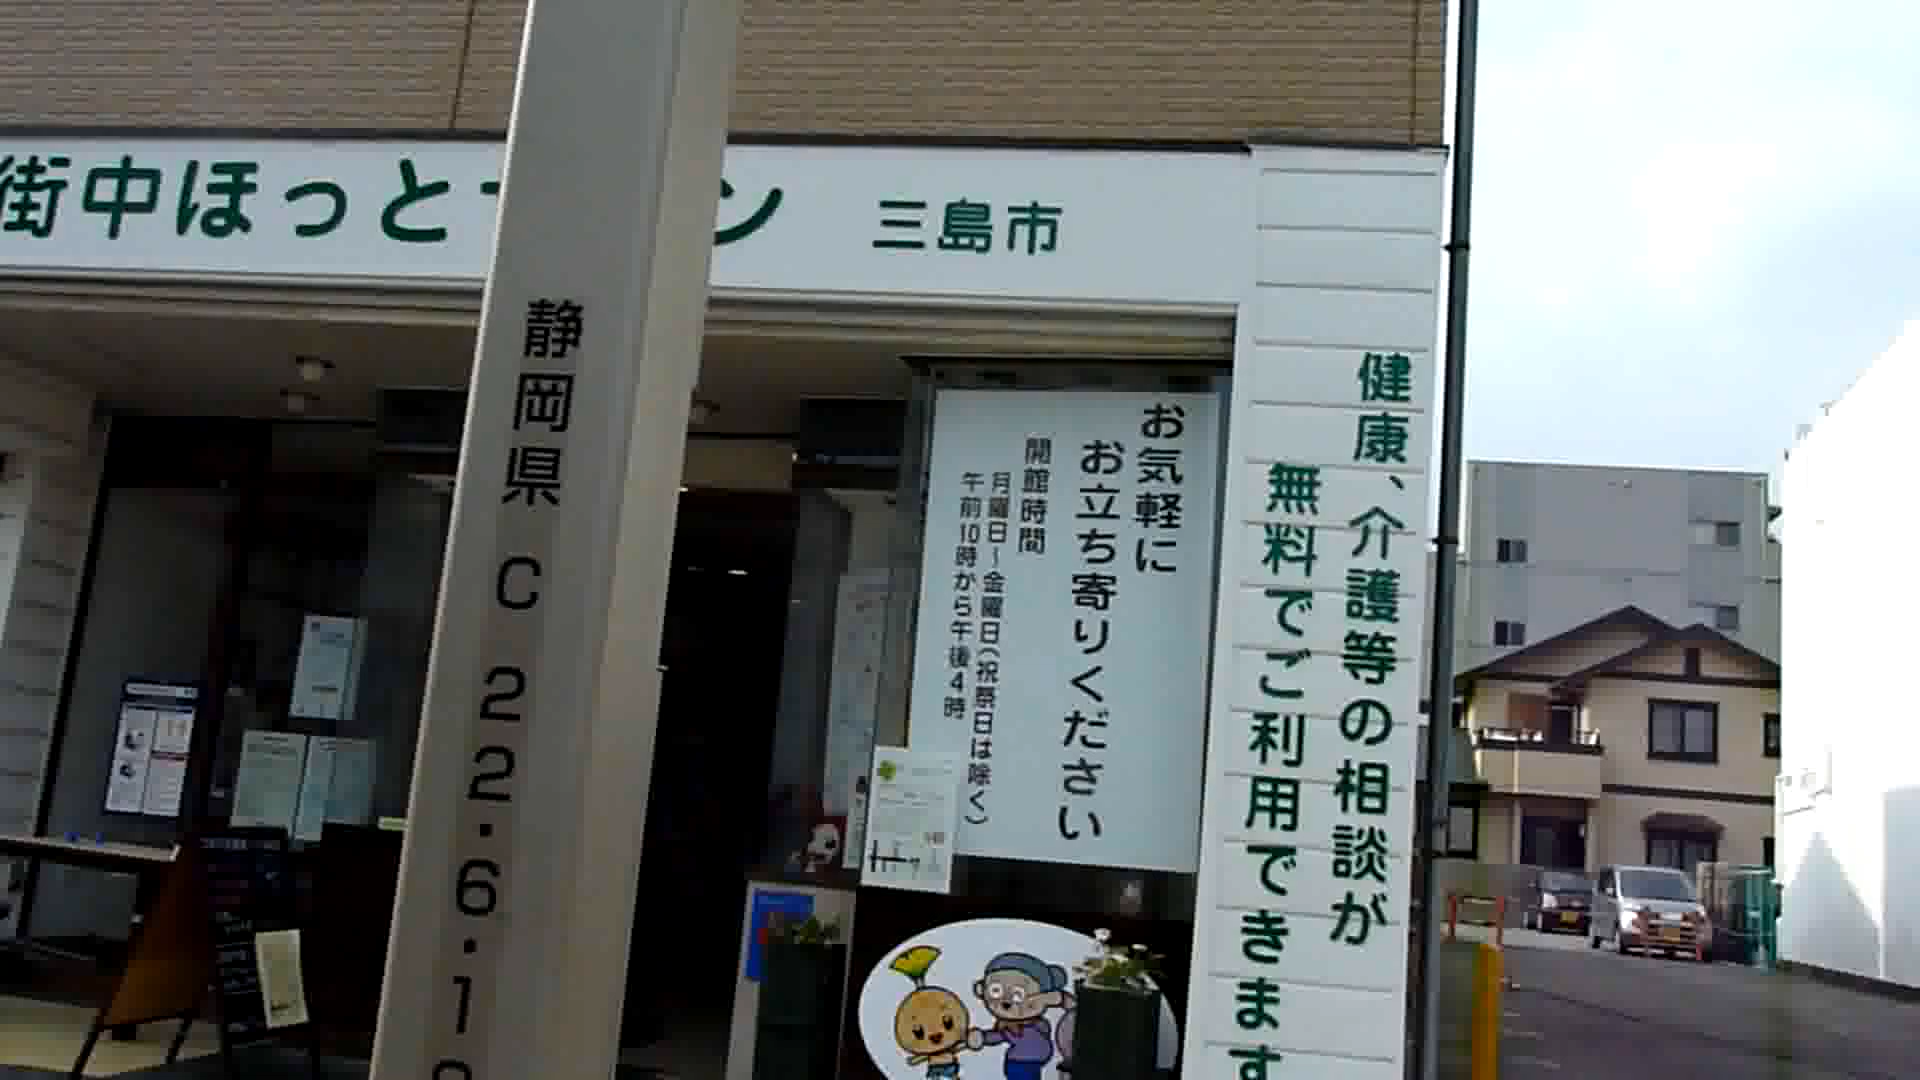 街中ほっと
ン
三島市
静岡県 C 22・6・1
健康、介護等の相談が
無料でご利用できます
お気軽に
お立ち寄りください
開館時間
月曜日～金曜日(祝祭日は除く)
午前10時から午後4時